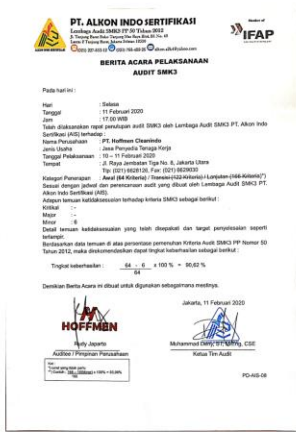 PT. ALKON INDO SERTIFIKASI
Lembaga Audit SMK3 PP 50 Tahun 2012
Member of
IFAP
BERITA ACARA PELAKSANAAN
AUDIT SMK3
Pada hari ini :
Hari : Selasa
Tanggal : 11 Februari 2020
Jam : 17.00 WIB
Telah dilaksanakan rapat penutupan audit SMK3 oleh Lembaga Audit SMK3 PT. Alkon Indo
Sertifikasi (AIS) terhadap :
Nama Perusahaan : PT. Hoffmen Cleanindo
Jenis Usaha : Jasa Penyedia Tenaga Kerja
Tanggal Pelaksanaan : 10 – 11 Februari 2020
Tempat : Jl. Raya Jembatan Tiga No. 8, Jakarta Utara
Tlp: (021) 6628126, Fax: (021) 6629030
Kategori Penerapan : Awal (64 Kriteria) / Transisi (122 Kriteria) / Lanjutan (166 Kriteria)*)
Sesuai dengan jadwal dan perencanaan audit yang dibuat oleh Lembaga Audit SMK3 PT.
Alkon Indo Sertifikasi (AIS).
Adapun temuan ketidaksesuaian terhadap kriteria SMK3 sebagai berikut :
Kritikal : -
Major : -
Minor : 6
Detail temuan ketidaksesuaian yang telah disepakati dan target penyelesaian seperti
terlampir.
Berdasarkan data temuan di atas persentase pemenuhan Kriteria Audit SMK3 PP Nomor 50
Tahun 2012, maka direkomendasikan dapat tingkat keberhasilan sebagai berikut :
Tingkat keberhasilan : 64 - 6 x 100 % = 90,62 %
64
Demikian Berita Acara ini dibuat untuk digunakan sebagaimana mestinya.
Jakarta, 11 Februari 2020
HOFFMEN
Rudy Japarto
Auditee / Pimpinan Perusahaan
Ketua Tim Audit
PD-AIS-08